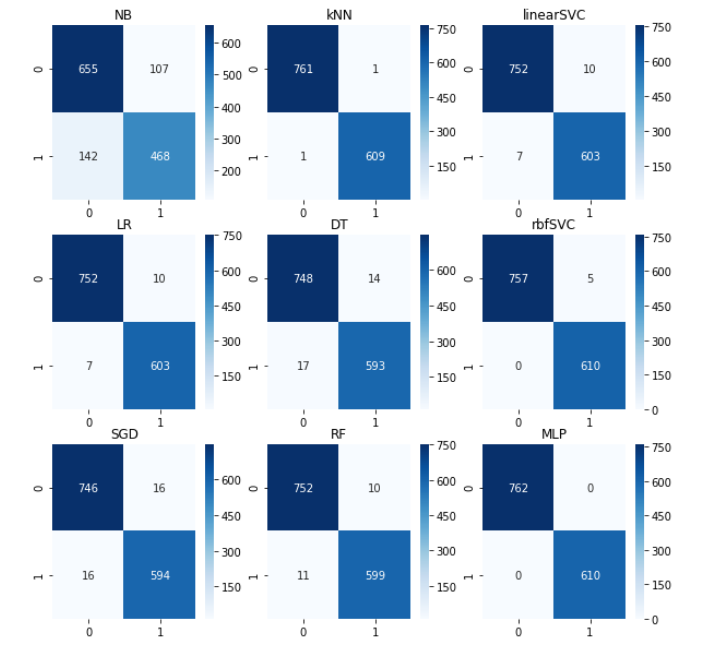 NB kNN linearSVC
0 655 107 600 0 761 1 750 0 752 10 750
500 600 600
400 450 450
300 300 300
1 142 468 200 1 1 609 150 1 7 603 150
0 1 0 1 0 1
LR DT rbfSVC
0 752 10 750 0 748 14 600 0 757 5 750
600 450 600
450 300 450
300 150 300
1 7 603 150 1 17 593 1 0 610 150
0
0 1 0 1 0 1
SGD RF MLP
0 746 16 600 0 752 10 750 0 762 0 750
450 600 600
300 450 450
150 300 300
1 16 594 1 11 599 150 1 0 610 150
0
0 1 0 1 0 1